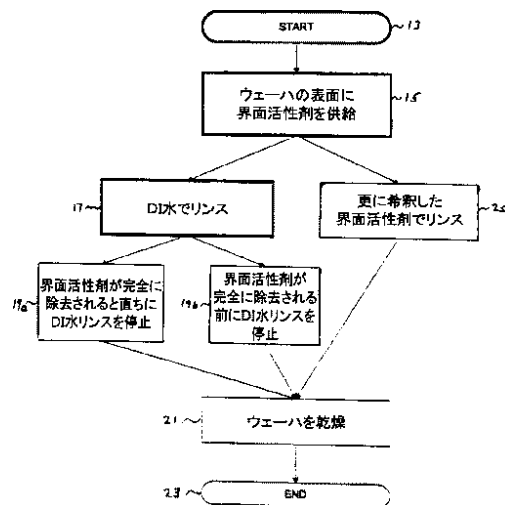 START
13
ウェーハの表面に
界面活性剤を供給
15
17
DI水でリンス
更に希釈した
界面活性剤でリンス
19a
界面活性剤が完全に
除去されると直ちに
DI水リンスを停止
19b
界面活性剤が
完全に除去される
前にDI水リンスを
停止
21
ウェーハを乾燥
23
END